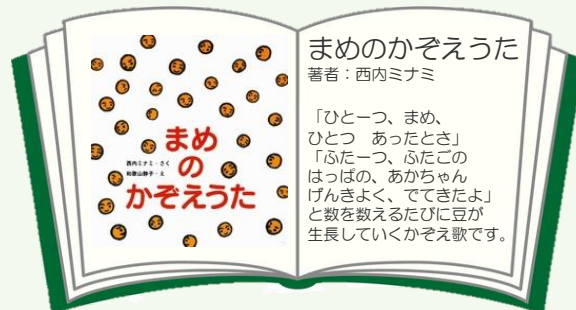 まめ
の
かぞえうた
西内ミナミ・さく
和歌山静子・え
まめのかぞえうた
著者：西内ミナミ
「ひとーつ、まめ、
ひとつ　あったとさ」
「ふたーつ、ふたごの
はっぱの、あかちゃん
げんきよく、でてきたよ」
と数を数えるたびに豆が
生長していくかぞえ歌です。